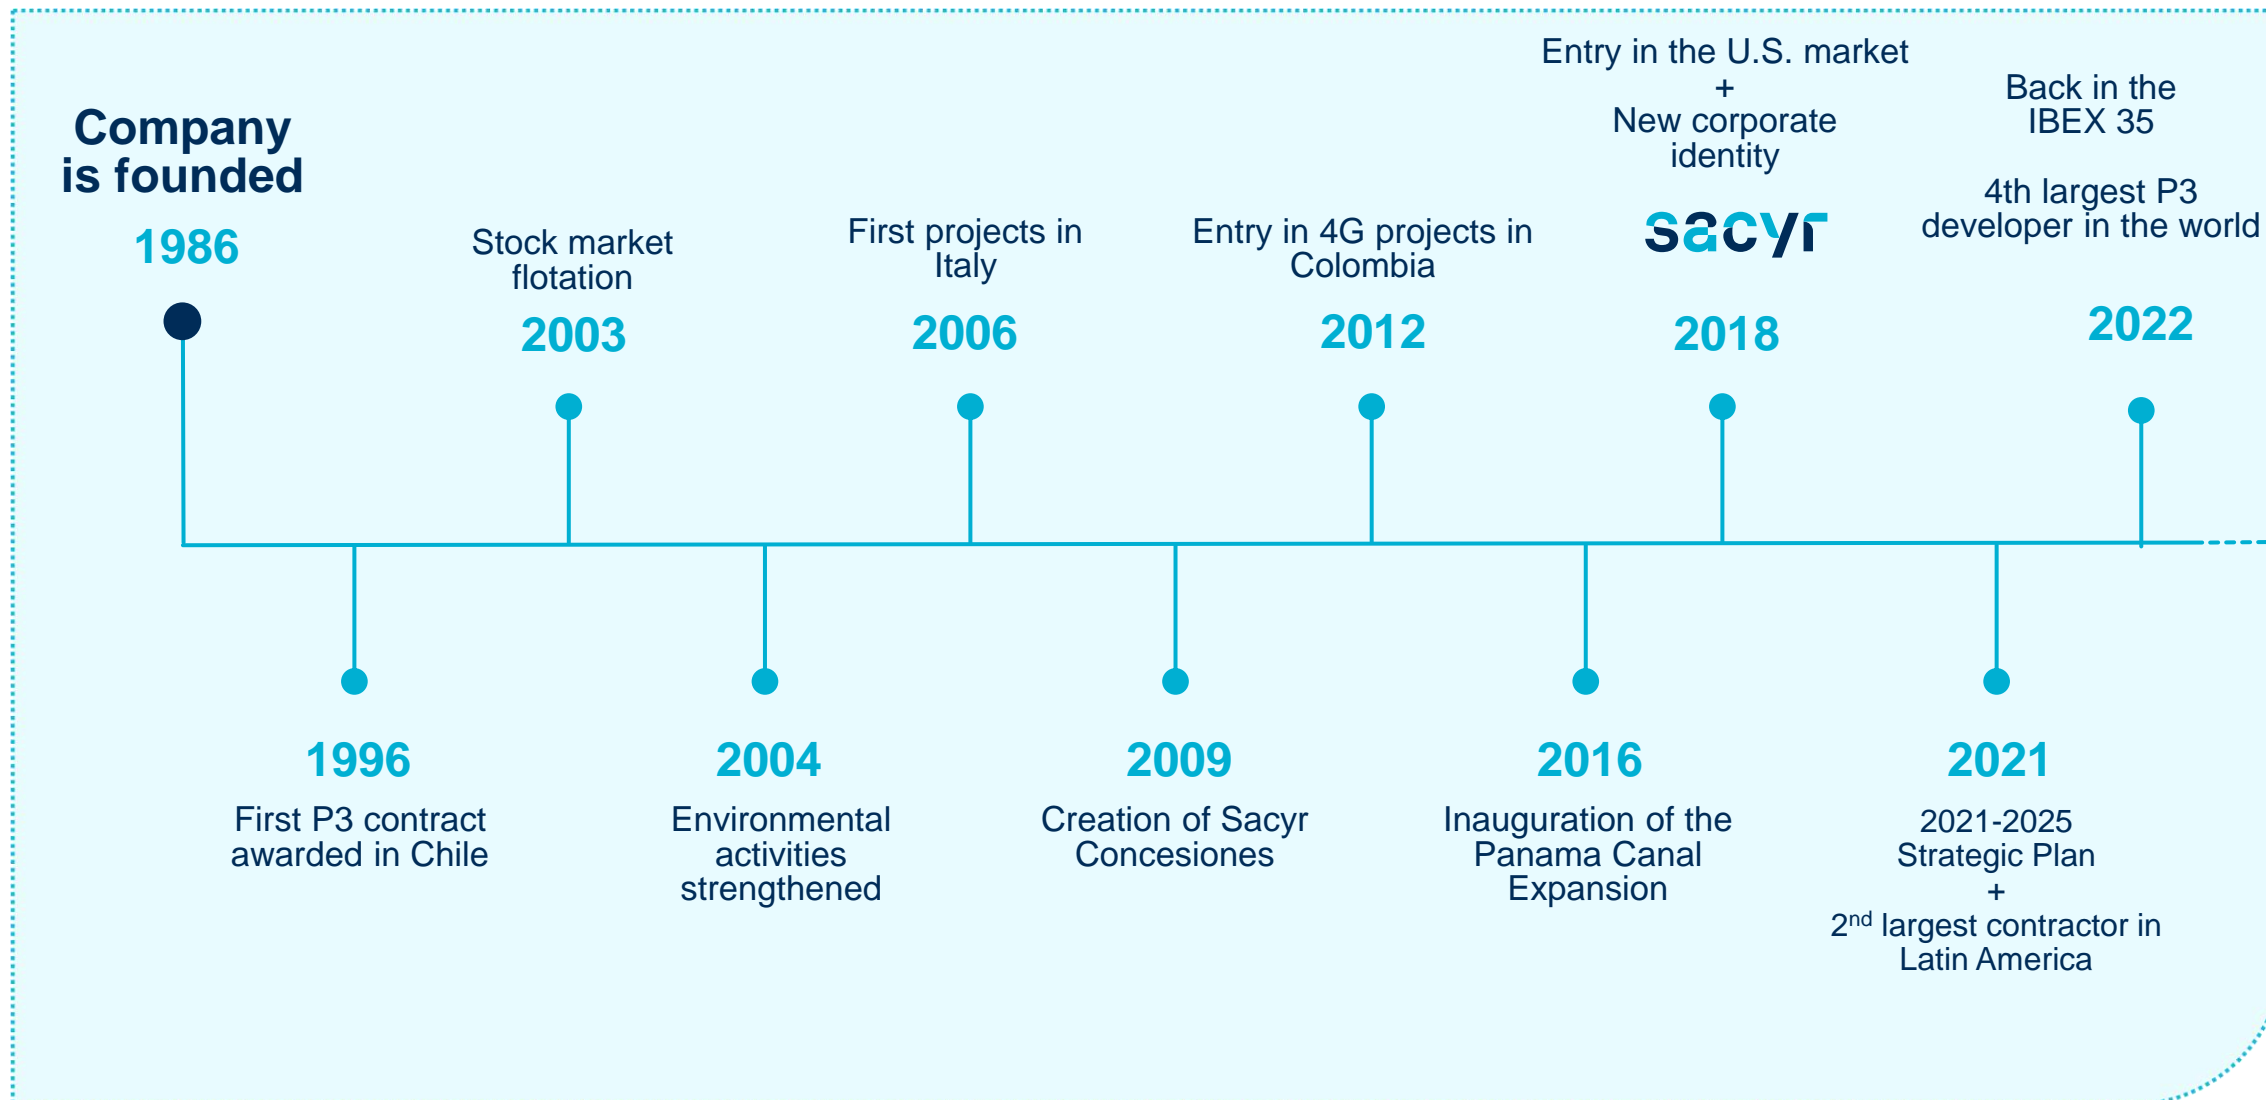 Company
is founded
1986
First P3 contract
awarded in Chile
1996
Stock market
flotation
2003
2004
Environmental
activities
strengthened
First projects in
Italy
2006
2009
Creation of Sacyr
Concesiones
Entry in 4G projects in
Colombia
2012
2016
Inauguration of the
Panama Canal
Expansion
Entry in the U.S. market
+
New corporate
identity
sacyr
2018
2021
2021-2025
Strategic Plan
+
2nd largest contractor in
Latin America
Back in the
IBEX 35
4th largest P3
developer in the world
2022